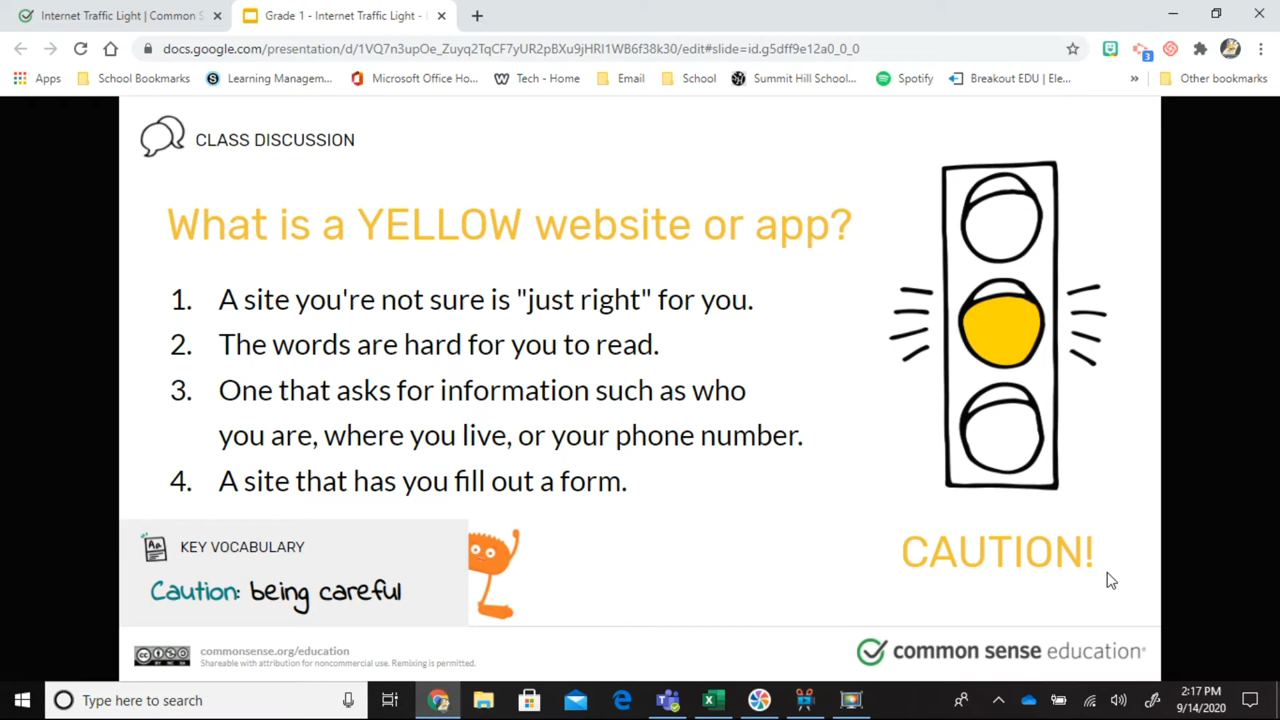 Internet Traffic Light | Common S
Grade 1 - Internet Traffic Light -
docs.google.com/presentation/d/1VQ7n3upOe_Zuyq2TqCF7yUR2pBXu9jHRI1WB6f38k30/edit#slide=id.g5dff9e12a0_0_0
3
Apps School Bookmarks Learning Managem... Microsoft Office Ho... Tech - Home Email School Summit Hill School... Spotify Breakout EDU | Ele... » Other bookmarks
CLASS DISCUSSION
What is a YELLOW website or app?
1. A site you're not sure is "just right" for you.
2. The words are hard for you to read.
3. One that asks for information such as who
you are, where you live, or your phone number.
4. A site that has you fill out a form.
CAUTION!
Aa KEY VOCABULARY
Caution: being careful
cc BY NC SA
commonsense.org/education
Shareable with attribution for noncommercial use. Remixing is permitted.
common sense education®
Type here to search
2:17 PM
9/14/2020